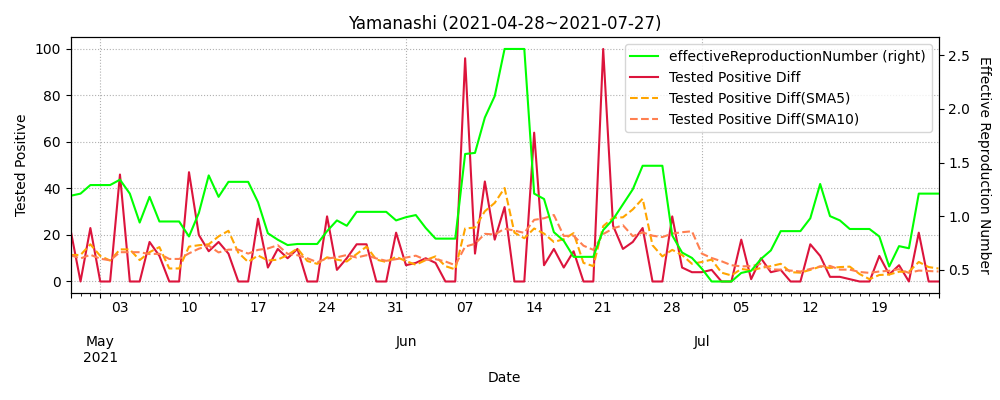 Yamanashi (2021-04-28~2021-07-27)
effectiveReproductionNumber (right)
Tested Positive Diff
Tested Positive Diff(SMA5)
Tested Positive Diff(SMA10)
Tested Positive
100
80
60
40
20
0
2.5
2.0
1.5
1.0
0.5
Effective Reproduction Number
03 10 17 24 31 07 14 21 28 05 12 19
May Jun Jul
2021
Date